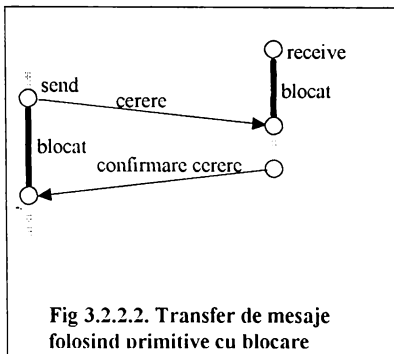 receive
send
cerere
blocat
blocat
confirmare cerere
Fig 3.2.2.2. Transfer de mesaje
folosind primitive cu blocare